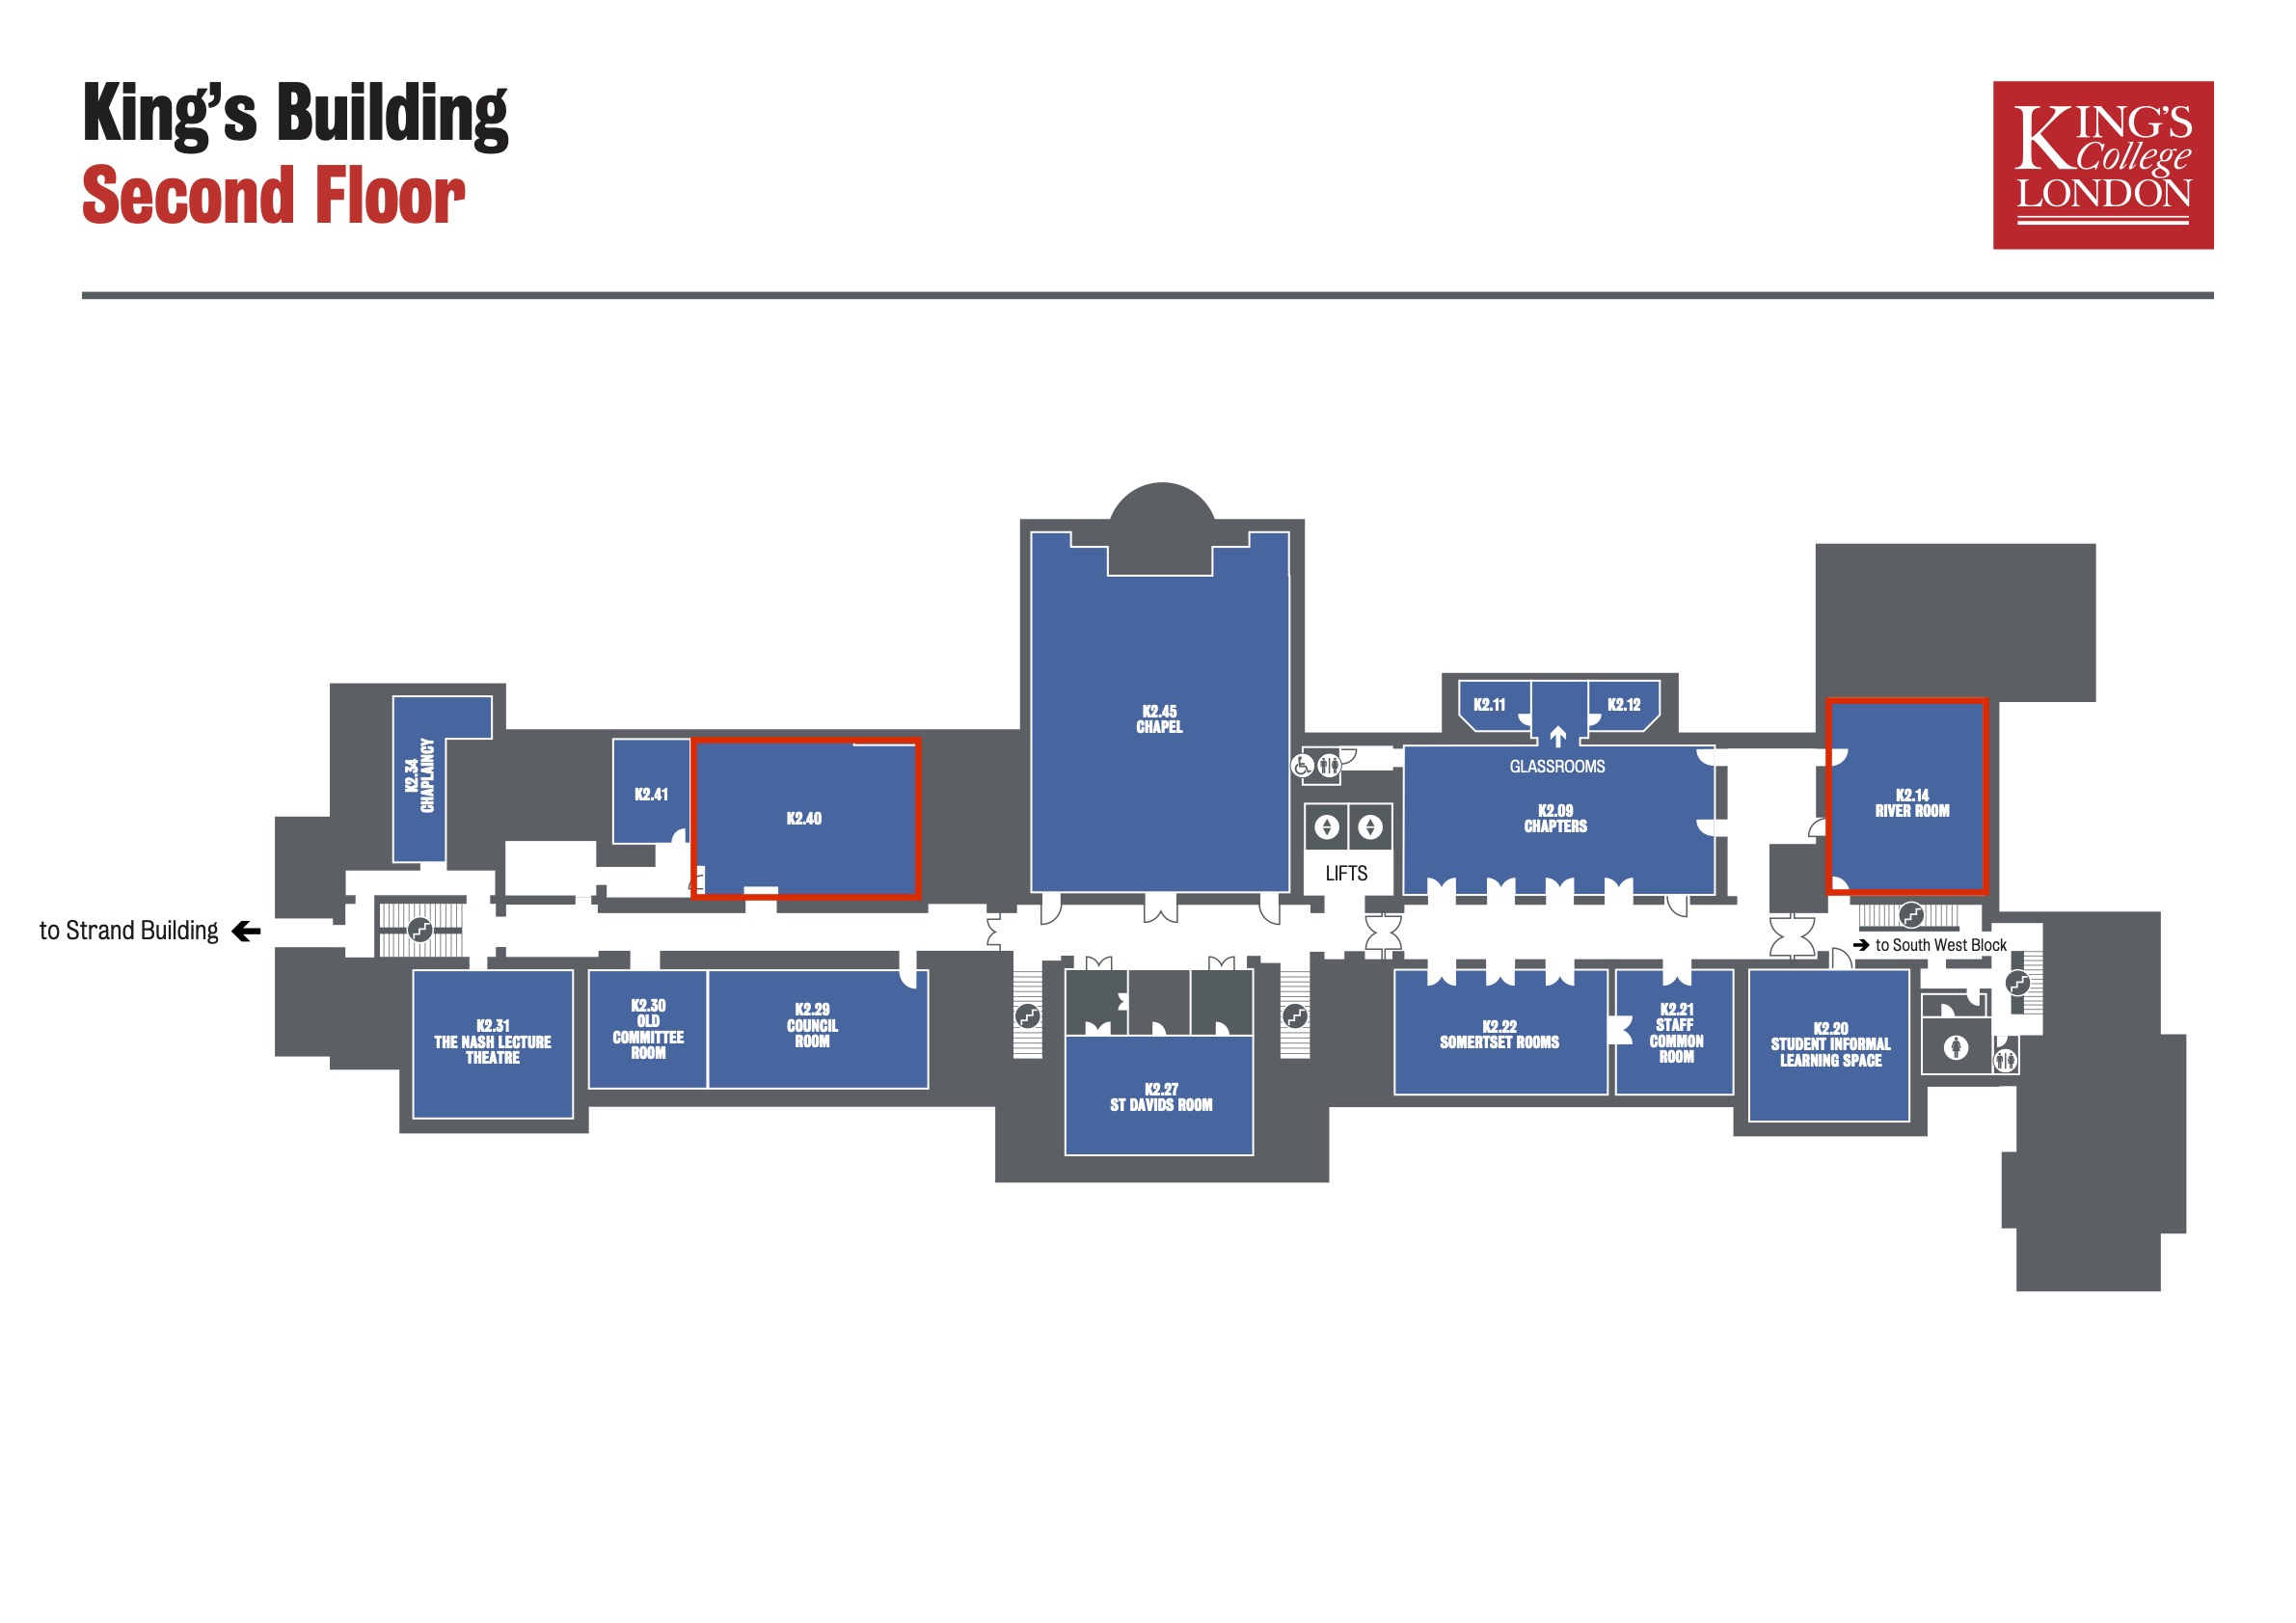 King's Building
Second Floor
KING'S
College
LONDON
K2.45
CHAPEL
K2.11
K2.12
GLASSROOMS
K2.34
CHAPLAINCY
K2.41
K2.40
K2.09
CHAPTERS
K2.14
RIVER ROOM
LIFTS
to Strand Building
to South West Block
K2.31
THE NASH LECTURE
THEATRE
K2.30
OLD
COMMITTEE
ROOM
K2.29
COUNCIL
ROOM
K2.27
ST DAVIDS ROOM
K2.22
SOMERTSET ROOMS
K2.21
STAFF
COMMON
ROOM
K2.20
STUDENT INFORMAL
LEARNING SPACE